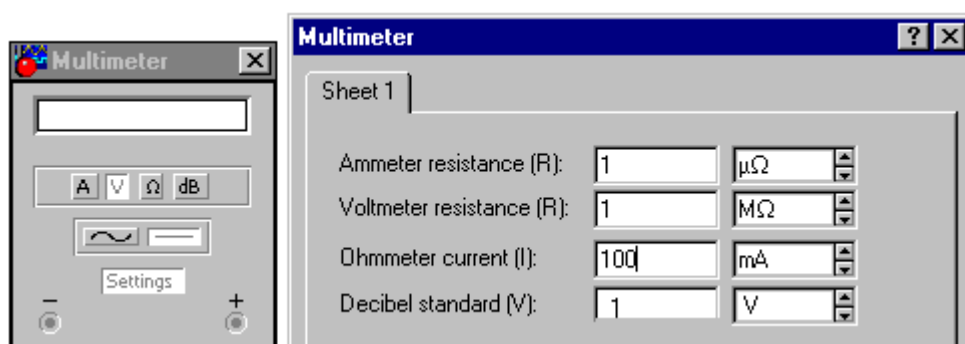 Multimeter
A V Ω dB
Settings
− +
Multimeter ? ×
Sheet 1
Ammeter resistance (R): 1 μΩ
Voltmeter resistance (R): 1 MΩ
Ohmmeter current (I): 100 mA
Decibel standard (V): 1 V